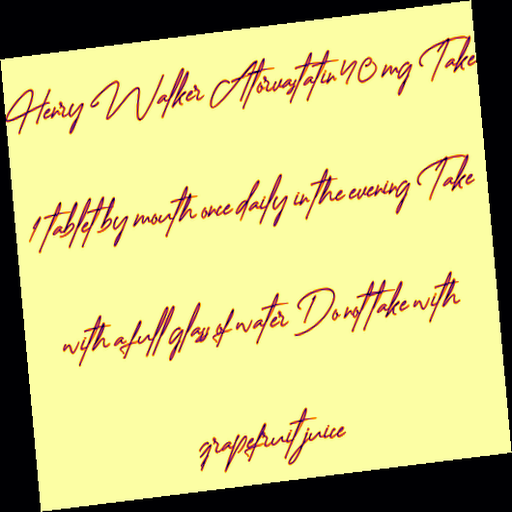 Henry Walker Atorvastatin 40 mg Take
1 tablet by mouth once daily in the evening Take
with a full glass of water Do not take with
grapefruit juice